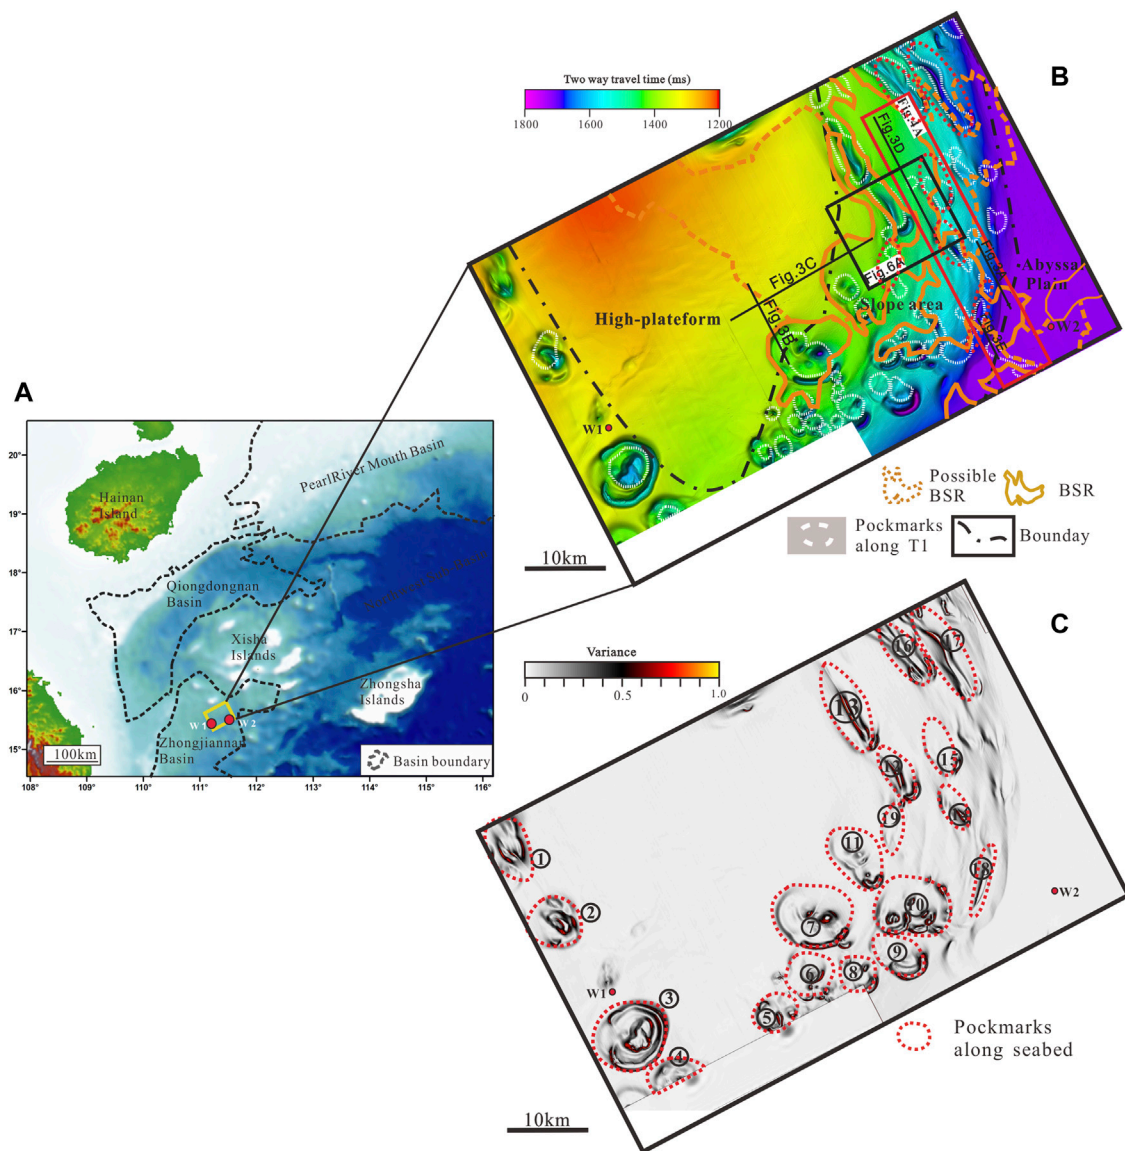 B
Two way travel time (ms)
1800
1600
1400
1200
Fig.4A
Fig.3D
Fig.3C
Fig.6A
Abyssa
Plain
High-plateform
Slope area
Fig.3B
W2
W1
Possible
BSR
BSR
Pockmarks
along T1
Bounday
10km
A
20°
19°
18°
17°
16°
15°
Hainan
Island
PearlRiver Mouth Basin
Qiongdongnan
Basin
Xisha
Islands
Zhongsha
Islands
W1
W2
Zhongjiannan
Basin
100km
Basin boundary
108°
109°
110°
111°
112°
113°
114°
115°
116°
C
Variance
0
0.5
1.0
16
17
13
12
15
14
19
11
18
1
2
7
10
9
6
8
5
3
4
W1
W2
Pockmarks
along seabed
10km